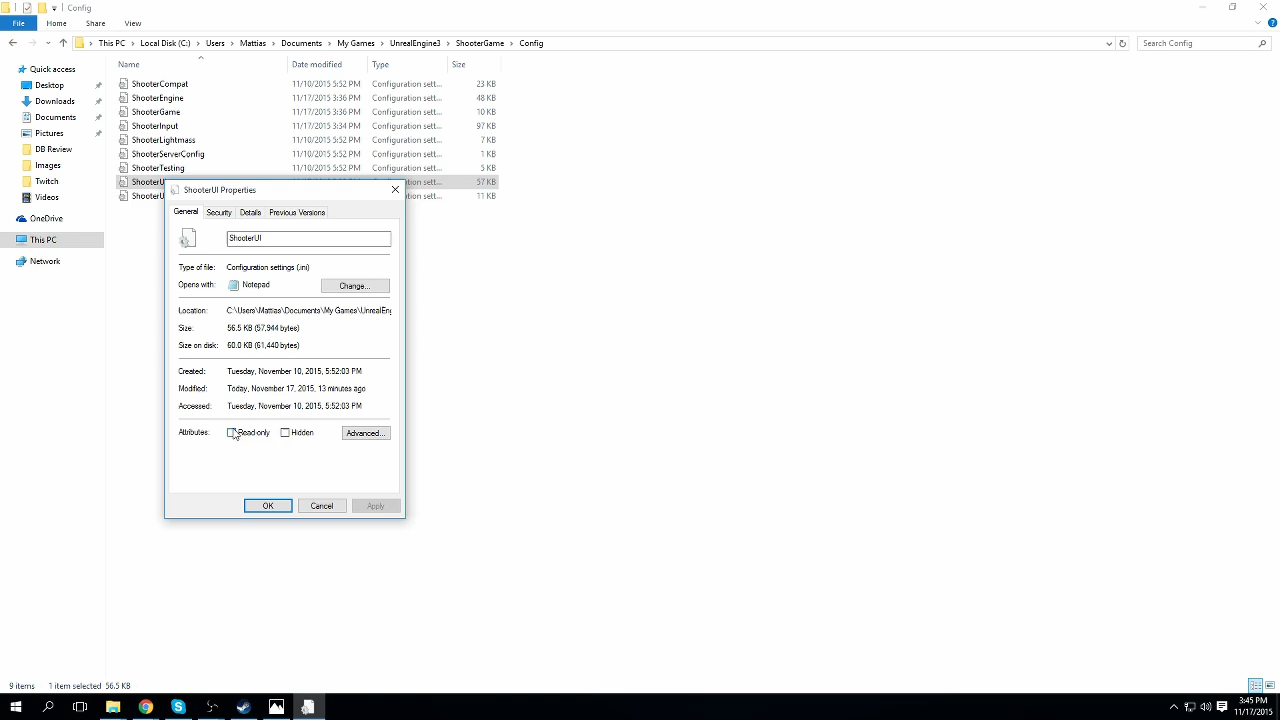 Config
File Home Share View
This PC Local Disk (C:) Users Mattias Documents My Games UnrealEngine3 ShooterGame Config Search Config
Name Date modified Type Size
Quick access
Desktop
Downloads
Documents
Pictures
DB Review
Images
Twitch
Videos
OneDrive
This PC
Network
ShooterCompat 11/10/2015 5:52 PM Configuration sett... 23 KB
ShooterEngine 11/17/2015 3:36 PM Configuration sett... 48 KB
ShooterGame 11/17/2015 3:36 PM Configuration sett... 10 KB
ShooterInput 11/17/2015 3:34 PM Configuration sett... 97 KB
ShooterLightmass 11/10/2015 5:52 PM Configuration sett... 7 KB
ShooterServerConfig 11/10/2015 5:52 PM Configuration sett... 1 KB
ShooterTesting 11/10/2015 5:52 PM Configuration sett... 5 KB
57 KB
11 KB
ShooterUI Properties
General Security Details Previous Versions
ShooterUI
Type of file: Configuration settings (.ini)
Opens with: Notepad Change...
Location: C:\Users\Mattias\Documents\My Games\UnrealEng
Size: 56.5 KB (57,944 bytes)
Size on disk: 60.0 KB (61,440 bytes)
Created: Tuesday, November 10, 2015, 5:52:03 PM
Modified: Today, November 17, 2015, 13 minutes ago
Accessed: Tuesday, November 10, 2015, 5:52:03 PM
Attributes: Read-only Hidden Advanced...
OK Cancel Apply
9 items 1 item selected 56.5 KB
3:45 PM
11/17/2015